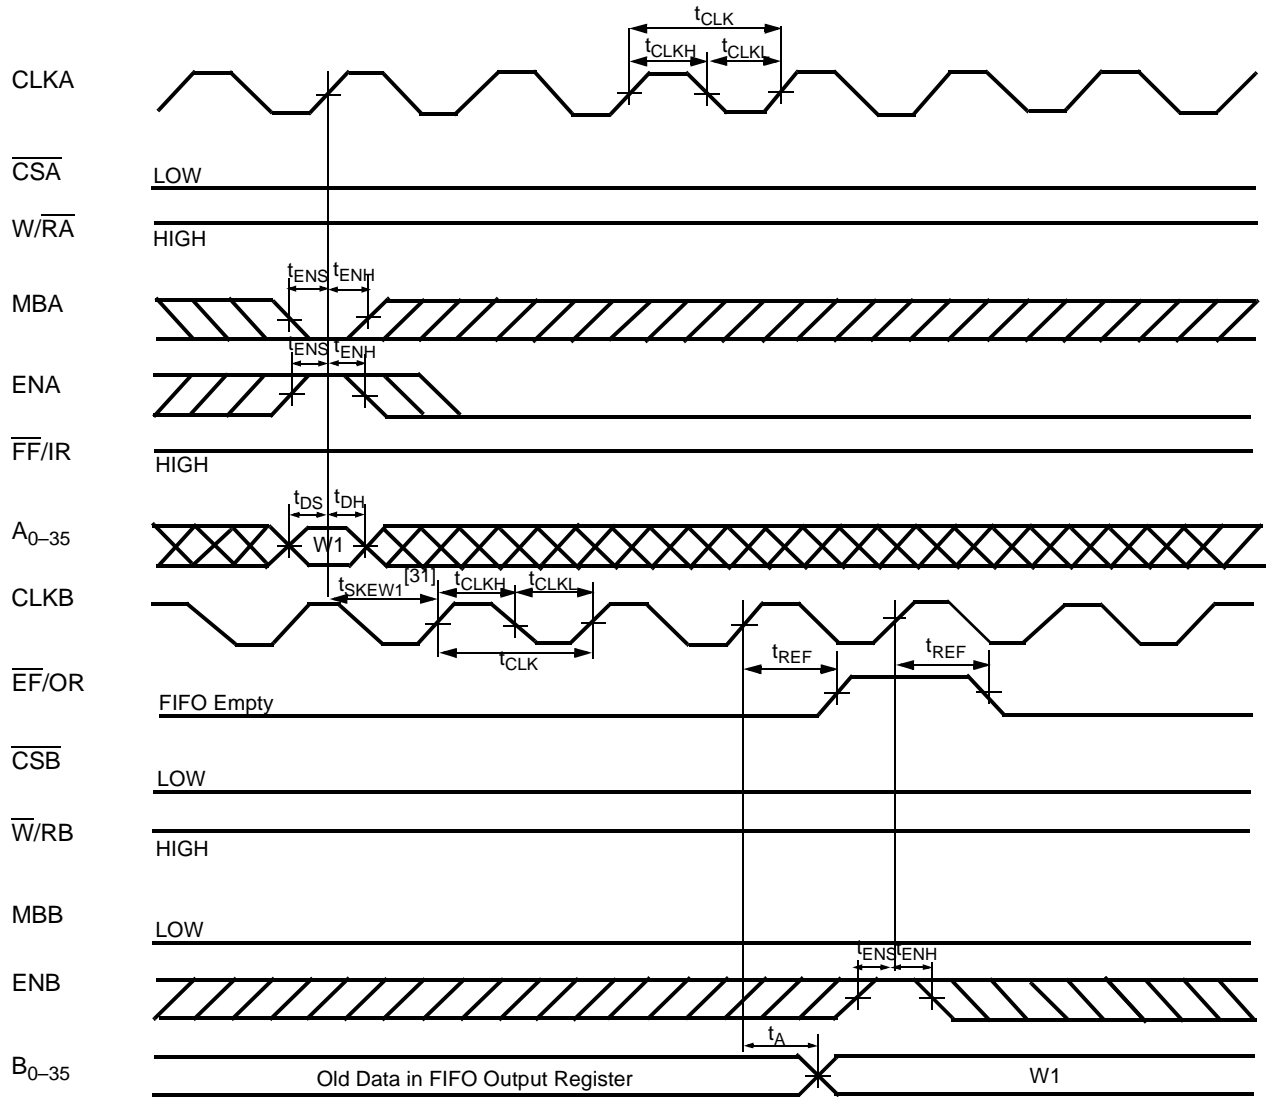 tCLK
tCLKH tCLKL
CLKA
CSA
LOW
W/RA
HIGH
tENS tENH
MBA
tENS tENH
ENA
FF/IR
HIGH
tDS tDH
A0–35
W1
tSKEW1[31] tCLKH tCLKL
CLKB
tCLK
tREF tREF
EF/OR
FIFO Empty
CSB
LOW
W/RB
HIGH
MBB
LOW
tENS tENH
ENB
tA
B0–35
Old Data in FIFO Output Register W1